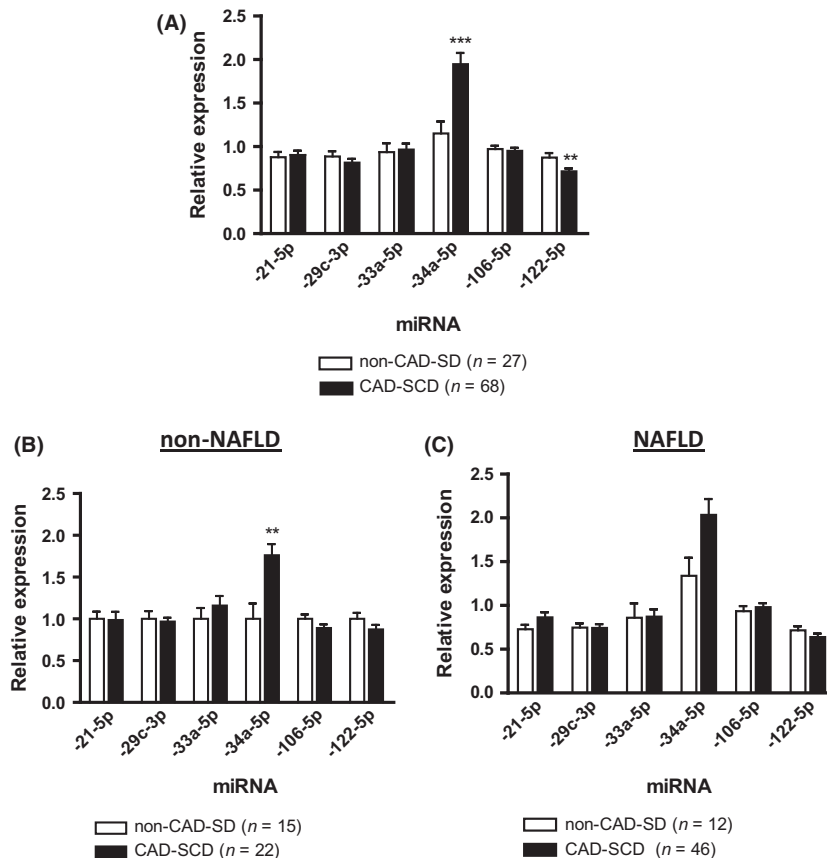 (A)
Relative expression
2.5
2.0
1.5
1.0
0.5
0.0
***
**
-21-5p
-29c-3p
-33a-5p
-34a-5p
-106-5p
-122-5p
miRNA
non-CAD-SD (n = 27)
CAD-SCD (n = 68)
(B)
non-NAFLD
Relative expression
2.5
2.0
1.5
1.0
0.5
0.0
**
-21-5p
-29c-3p
-33a-5p
-34a-5p
-106-5p
-122-5p
miRNA
non-CAD-SD (n = 15)
CAD-SCD (n = 22)
(C)
NAFLD
Relative expression
2.5
2.0
1.5
1.0
0.5
0.0
-21-5p
-29c-3p
-33a-5p
-34a-5p
-106-5p
-122-5p
miRNA
non-CAD-SD (n = 12)
CAD-SCD (n = 46)